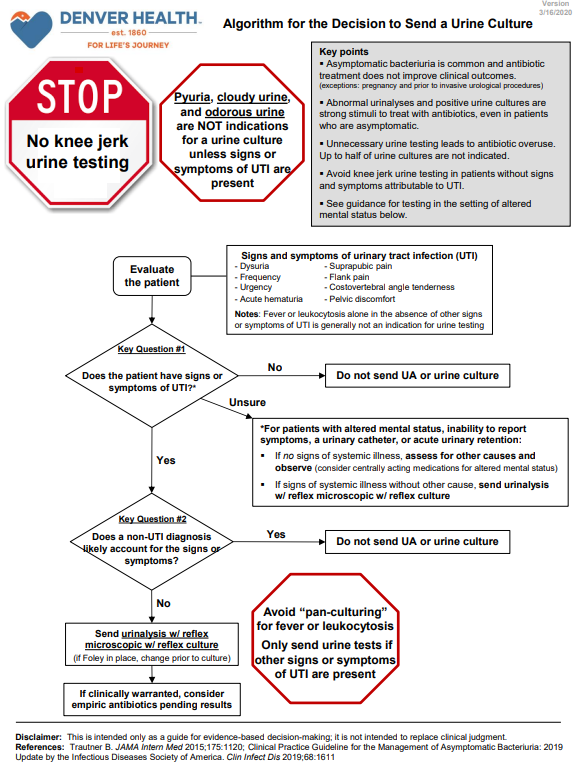 DENVER HEALTH™
est. 1860
FOR LIFE'S JOURNEY
Algorithm for the Decision to Send a Urine Culture
Version
3/16/2020
STOP
No knee jerk
urine testing
Pyuria, cloudy urine,
and odorous urine
are NOT indications
for a urine culture
unless signs or
symptoms of UTI are
present
Key points
▪ Asymptomatic bacteriuria is common and antibiotic
treatment does not improve clinical outcomes.
(exceptions: pregnancy and prior to invasive urological procedures)
▪ Abnormal urinalyses and positive urine cultures are
strong stimuli to treat with antibiotics, even in patients
who are asymptomatic.
▪ Unnecessary urine testing leads to antibiotic overuse.
Up to half of urine cultures are not indicated.
▪ Avoid knee jerk urine testing in patients without signs
and symptoms attributable to UTI.
▪ See guidance for testing in the setting of altered
mental status below.
Evaluate
the patient
Signs and symptoms of urinary tract infection (UTI)
- Dysuria - Suprapubic pain
- Frequency - Flank pain
- Urgency - Costovertebral angle tenderness
- Acute hematuria - Pelvic discomfort
Notes: Fever or leukocytosis alone in the absence of other signs
or symptoms of UTI is generally not an indication for urine testing
Key Question #1
Does the patient have signs or
symptoms of UTI?*
No
Do not send UA or urine culture
Unsure
*For patients with altered mental status, inability to report
symptoms, a urinary catheter, or acute urinary retention:
▪ If no signs of systemic illness, assess for other causes and
observe (consider centrally acting medications for altered mental status)
▪ If signs of systemic illness without other cause, send urinalysis
w/ reflex microscopic w/ reflex culture
Yes
Key Question #2
Does a non-UTI diagnosis
likely account for the signs or
symptoms?
Yes
Do not send UA or urine culture
No
Send urinalysis w/ reflex
microscopic w/ reflex culture
(if Foley in place, change prior to culture)
If clinically warranted, consider
empiric antibiotics pending results
Avoid “pan-culturing”
for fever or leukocytosis
Only send urine tests if
other signs or symptoms
of UTI are present
Disclaimer: This is intended only as a guide for evidence-based decision-making; it is not intended to replace clinical judgment.
References: Trautner B. JAMA Intern Med 2015;175:1120; Clinical Practice Guideline for the Management of Asymptomatic Bacteriuria: 2019
Update by the Infectious Diseases Society of America. Clin Infect Dis 2019;68:1611